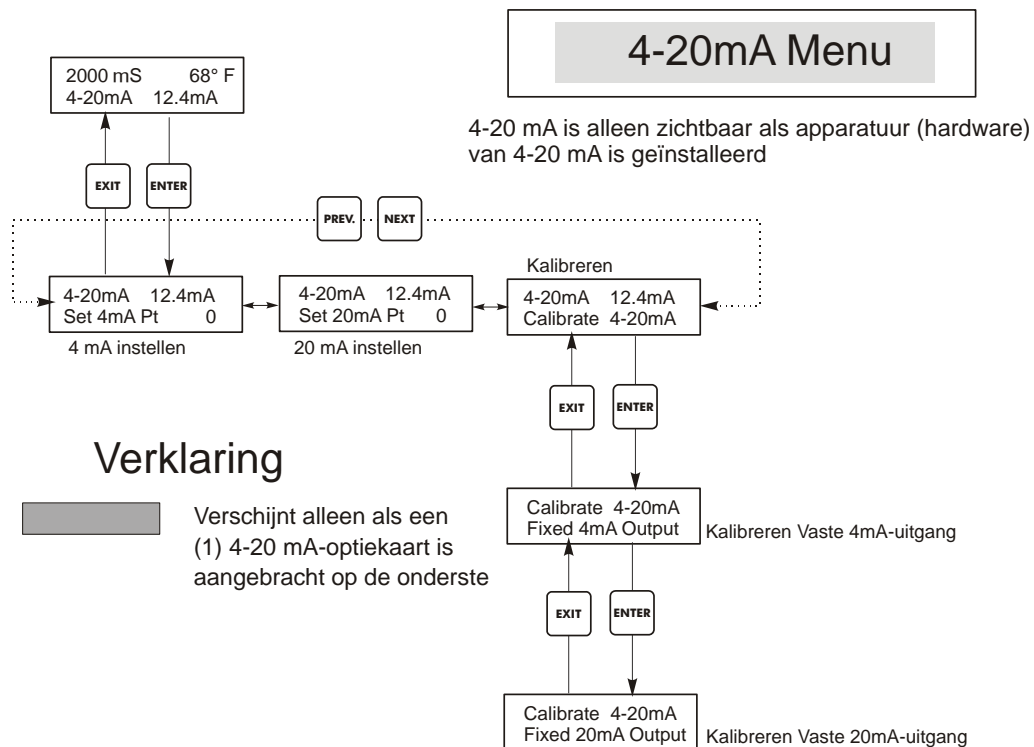 4-20mA Menu
2000 mS 68° F
4-20mA 12.4mA
4-20 mA is alleen zichtbaar als apparatuur (hardware)
van 4-20 mA is geïnstalleerd
EXIT ENTER
PREV. NEXT
4-20mA 12.4mA
Set 4mA Pt 0
4 mA instellen
4-20mA 12.4mA
Set 20mA Pt 0
20 mA instellen
Kalibreren
4-20mA 12.4mA
Calibrate 4-20mA
EXIT ENTER
Verklaring
Verschijnt alleen als een
(1) 4-20 mA-optiekaart is
aangebracht op de onderste
Calibrate 4-20mA
Fixed 4mA Output
Kalibreren Vaste 4mA-uitgang
EXIT ENTER
Calibrate 4-20mA
Fixed 20mA Output
Kalibreren Vaste 20mA-uitgang